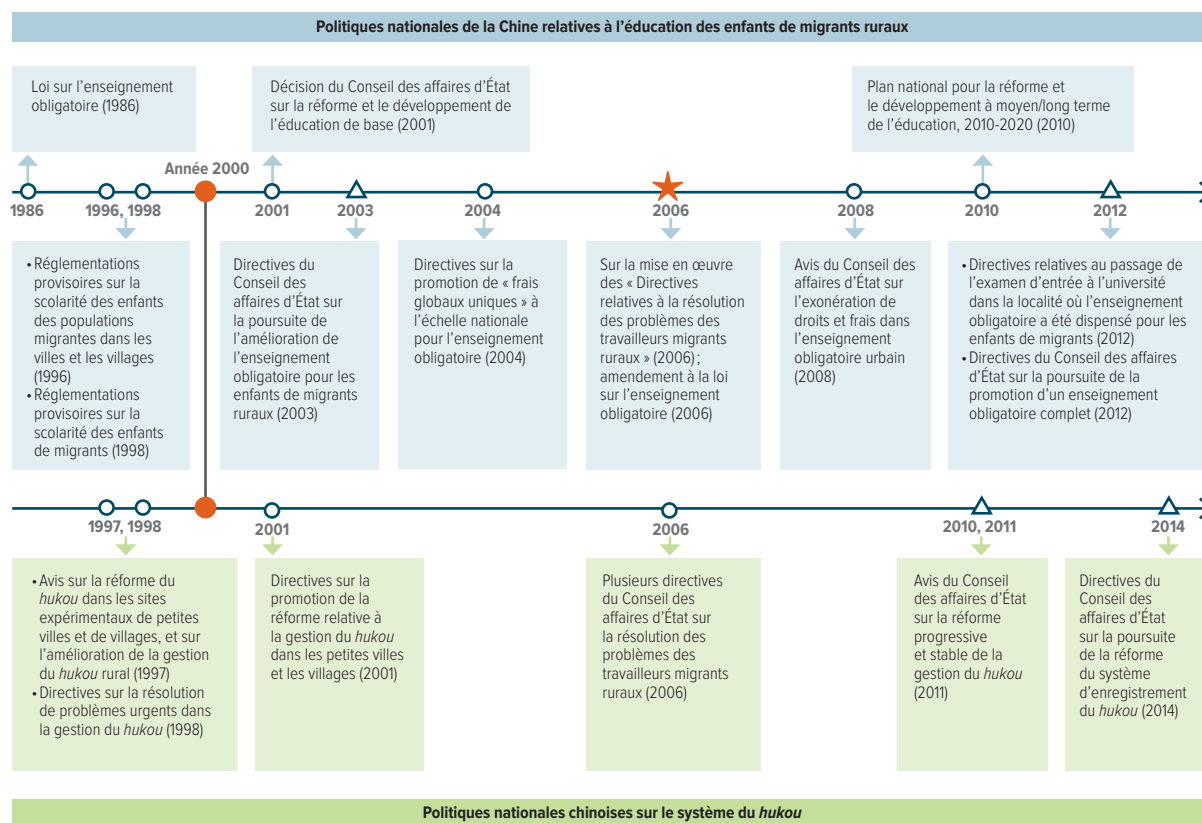 Politiques nationales de la Chine relatives à l'éducation des enfants de migrants ruraux
Loi sur l'enseignement
obligatoire (1986)
Décision du Conseil des affaires d'État
sur la réforme et le développement de
l'éducation de base (2001)
Plan national pour la réforme et
le développement à moyen/long terme
de l'éducation, 2010-2020 (2010)
Année 2000
1986
1996, 1998
2001
2003
2004
2006
2008
2010
2012
• Réglementations
provisoires sur la
scolarité des enfants
des populations
migrantes dans les
villes et les villages
(1996)
• Réglementations
provisoires sur la
scolarité des enfants
de migrants (1998)
Directives du
Conseil des
affaires d'État sur
la poursuite de
l'amélioration de
l'enseignement
obligatoire pour les
enfants de migrants
ruraux (2003)
Directives sur la
promotion de « frais
globaux uniques » à
l'échelle nationale
pour l'enseignement
obligatoire (2004)
Sur la mise en œuvre
des « Directives
relatives à la résolution
des problèmes des
travailleurs migrants
ruraux » (2006) ;
amendement à la loi
sur l'enseignement
obligatoire (2006)
Avis du Conseil des
affaires d'État sur
l'exonération de
droits et frais dans
l'enseignement
obligatoire urbain
(2008)
• Directives relatives au passage de
l'examen d'entrée à l'université
dans la localité où l'enseignement
obligatoire a été dispensé pour les
enfants de migrants (2012)
• Directives du Conseil des affaires
d'État sur la poursuite de la
promotion d'un enseignement
obligatoire complet (2012)
1997, 1998
2001
2006
2010, 2011
2014
• Avis sur la réforme du
hukou dans les sites
expérimentaux de petites
villes et de villages, et sur
l'amélioration de la gestion
du hukou rural (1997)
• Directives sur la résolution
de problèmes urgents dans
la gestion du hukou (1998)
Directives sur la
promotion de la
réforme relative à
la gestion du hukou
dans les petites villes
et les villages (2001)
Plusieurs directives
du Conseil des
affaires d'État sur
la résolution des
problèmes des
travailleurs migrants
ruraux (2006)
Avis du Conseil
des affaires d'État
sur la réforme
progressive
et stable de la
gestion du hukou
(2011)
Directives du
Conseil des
affaires d'État
sur la poursuite
de la réforme
du système
d'enregistrement
du hukou (2014)
Politiques nationales chinoises sur le système du hukou